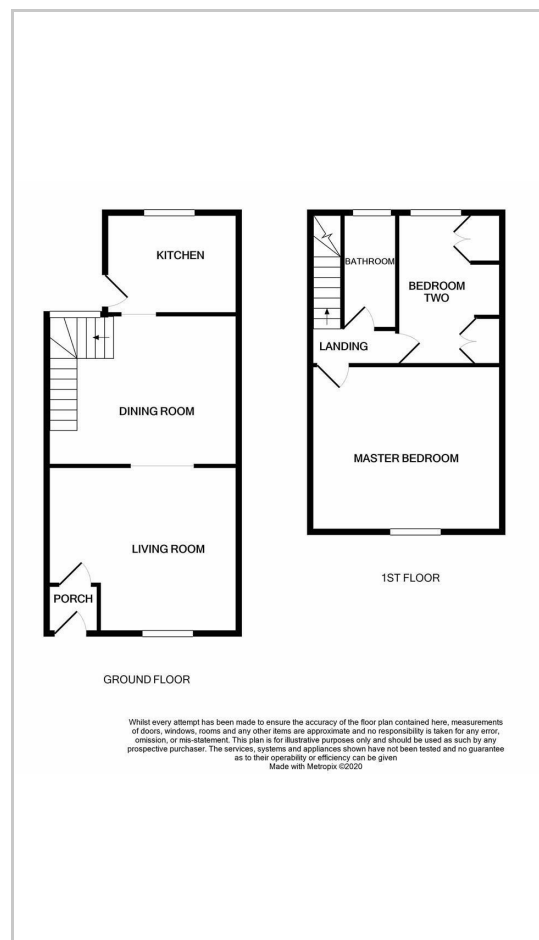 KITCHEN
DINING ROOM
LIVING ROOM
PORCH
GROUND FLOOR
BATHROOM
BEDROOM
TWO
LANDING
MASTER BEDROOM
1ST FLOOR
Whilst every attempt has been made to ensure the accuracy of the floor plan contained here, measurements
of doors, windows, rooms and any other items are approximate and no responsibility is taken for any error,
omission, or mis-statement. This plan is for illustrative purposes only and should be used as such by any
prospective purchaser. The services, systems and appliances shown have not been tested and no guarantee
as to their operability or efficiency can be given
Made with Metropix ©2020